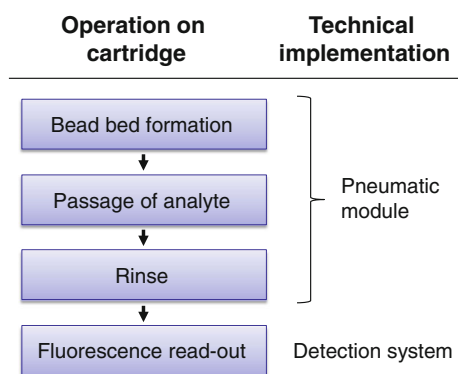 Operation on
cartridge
Technical
implementation
Bead bed formation
Passage of analyte
Rinse
Pneumatic
module
Fluorescence read-out
Detection system